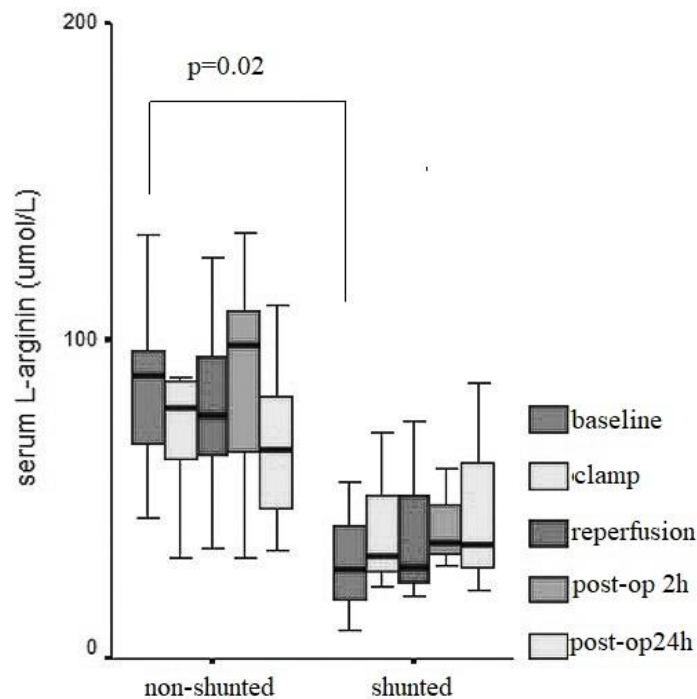 200
p=0.02
serum L-arginin (umol/L)
100
baseline
clamp
reperfusion
post-op 2h
0
post-op24h
non-shunted
shunted